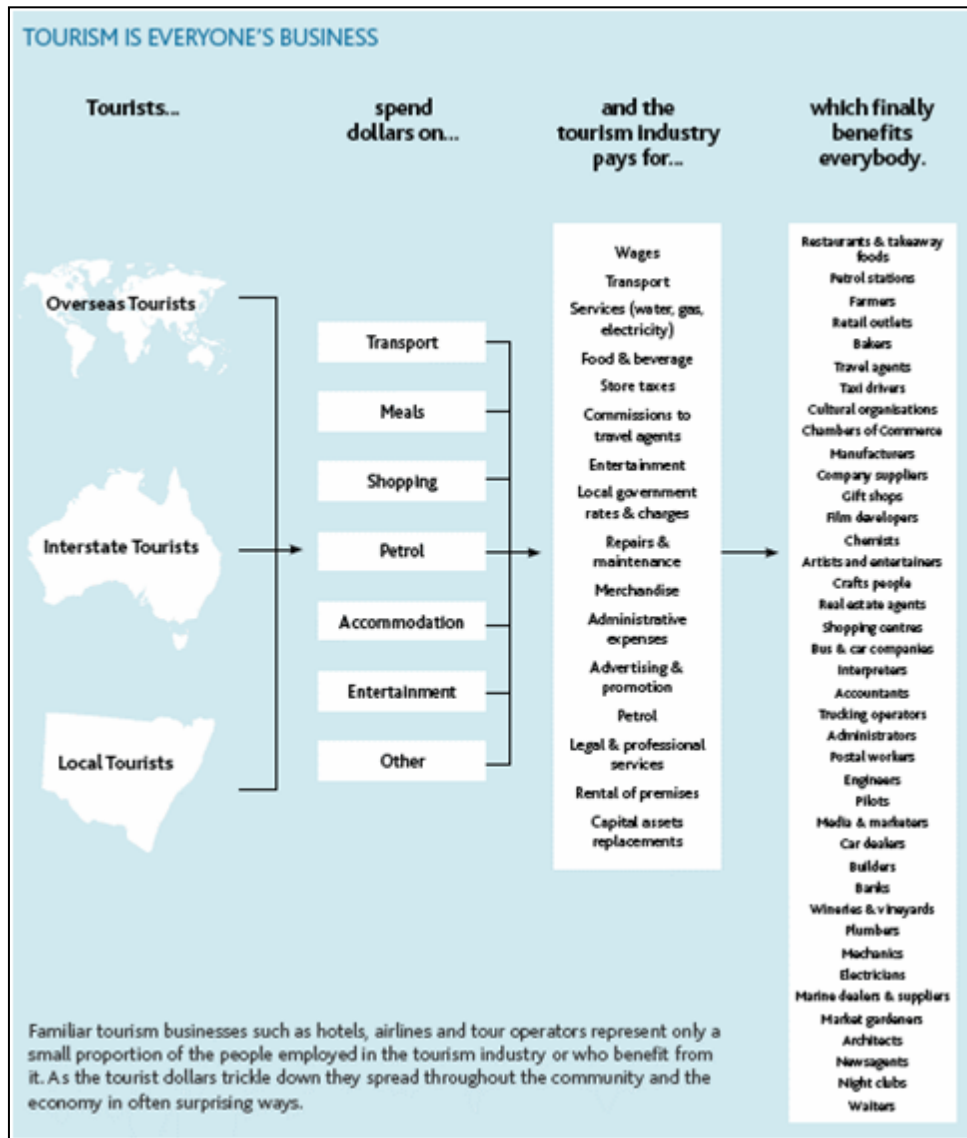 TOURISM IS EVERYONE'S BUSINESS
Tourists...
spend
dollars on...
and the
tourism industry
pays for...
which finally
benefits
everybody.
Overseas Tourists
Interstate Tourists
Local Tourists
Transport
Meals
Shopping
Petrol
Accommodation
Entertainment
Other
Wages
Transport
Services (water, gas,
electricity)
Food & beverage
Store taxes
Commissions to
travel agents
Entertainment
Local government
rates & charges
Repairs &
maintenance
Merchandise
Administrative
expenses
Advertising &
promotion
Petrol
Legal & professional
services
Rental of premises
Capital assets
replacements
Restaurants & takeaway
foods
Petrol stations
Farmers
Retail outlets
Bakers
Travel agents
Taxi drivers
Cultural organisations
Chambers of Commerce
Manufacturers
Company suppliers
Gift shops
Film developers
Chemists
Artists and entertainers
Crafts people
Real estate agents
Shopping centres
Bus & car companies
Interpreters
Accountants
Trucking operators
Administrators
Postal workers
Engineers
Pilots
Media & marketers
Car dealers
Builders
Banks
Wineries & vineyards
Plumbers
Mechanics
Electricians
Marine dealers & suppliers
Market gardeners
Architects
Newsagents
Night clubs
Waiters
Familiar tourism businesses such as hotels, airlines and tour operators represent only a
small proportion of the people employed in the tourism industry or who benefit from
it. As the tourist dollars trickle down they spread throughout the community and the
economy in often surprising ways.